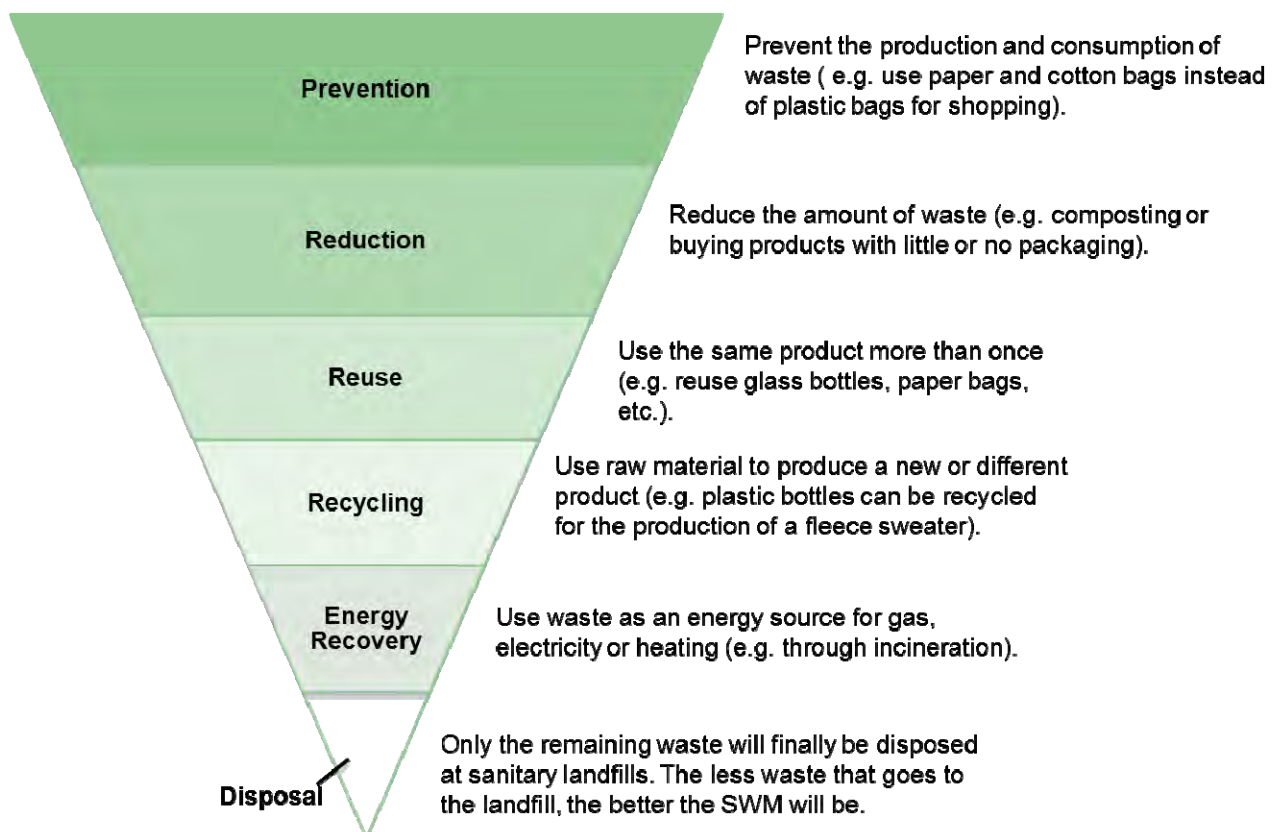 Prevention
Prevent the production and consumption of
waste ( e.g. use paper and cotton bags instead
of plastic bags for shopping).
Reduction
Reduce the amount of waste (e.g. composting or
buying products with little or no packaging).
Reuse
Use the same product more than once
(e.g. reuse glass bottles, paper bags,
etc.).
Recycling
Use raw material to produce a new or different
product (e.g. plastic bottles can be recycled
for the production of a fleece sweater).
Energy
Recovery
Use waste as an energy source for gas,
electricity or heating (e.g. through incineration).
Disposal
Only the remaining waste will finally be disposed
at sanitary landfills. The less waste that goes to
the landfill, the better the SWM will be.